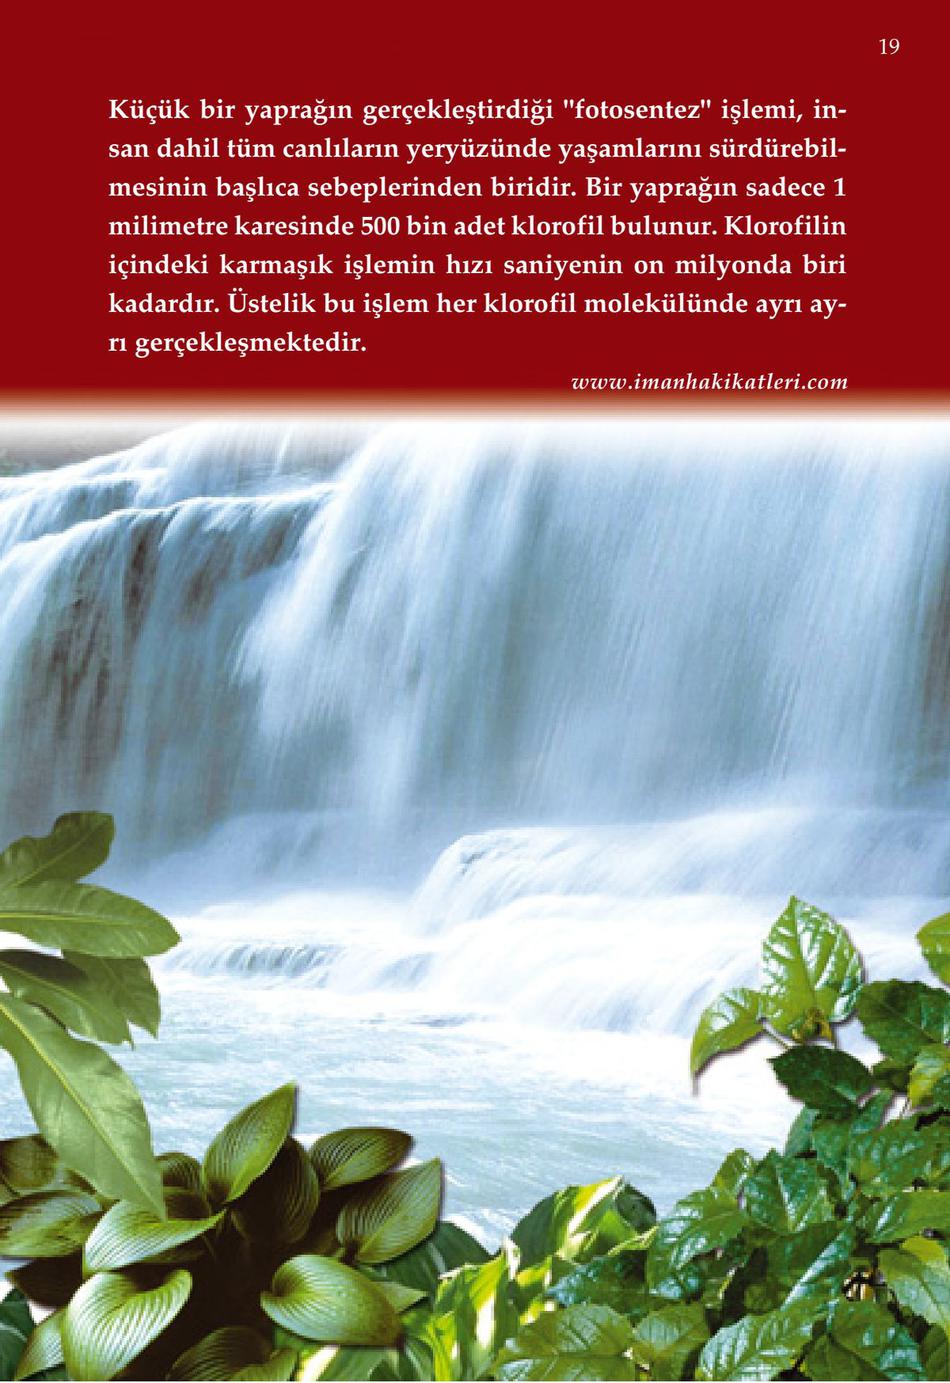 19
Küçük bir yaprağın gerçekleştirdiği "fotosentez" işlemi, in-
san dahil tüm canlıların yeryüzünde yaşamlarını sürdürebil-
mesinin başlıca sebeplerinden biridir. Bir yaprağın sadece 1
milimetre karesinde 500 bin adet klorofil bulunur. Klorofilin
içindeki karmaşık işlemin hızı saniyenin on milyonda biri
kadardır. Üstelik bu işlem her klorofil molekülünde ayrı ay-
rı gerçekleşmektedir.
www.imanhakikatleri.com